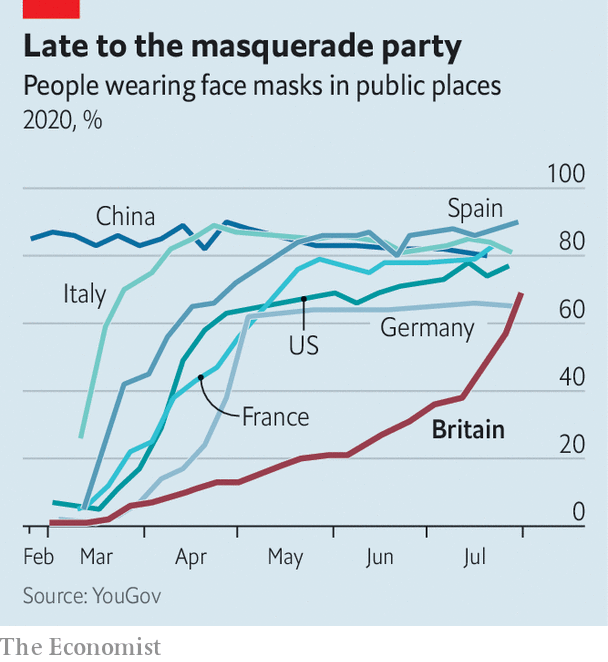 Late to the masquerade party
People wearing face masks in public places
2020, %
100
China
Spain
80
Italy
60
US
Germany
40
France
Britain
20
0
Feb Mar Apr May Jun Jul
Source: YouGov
The Economist